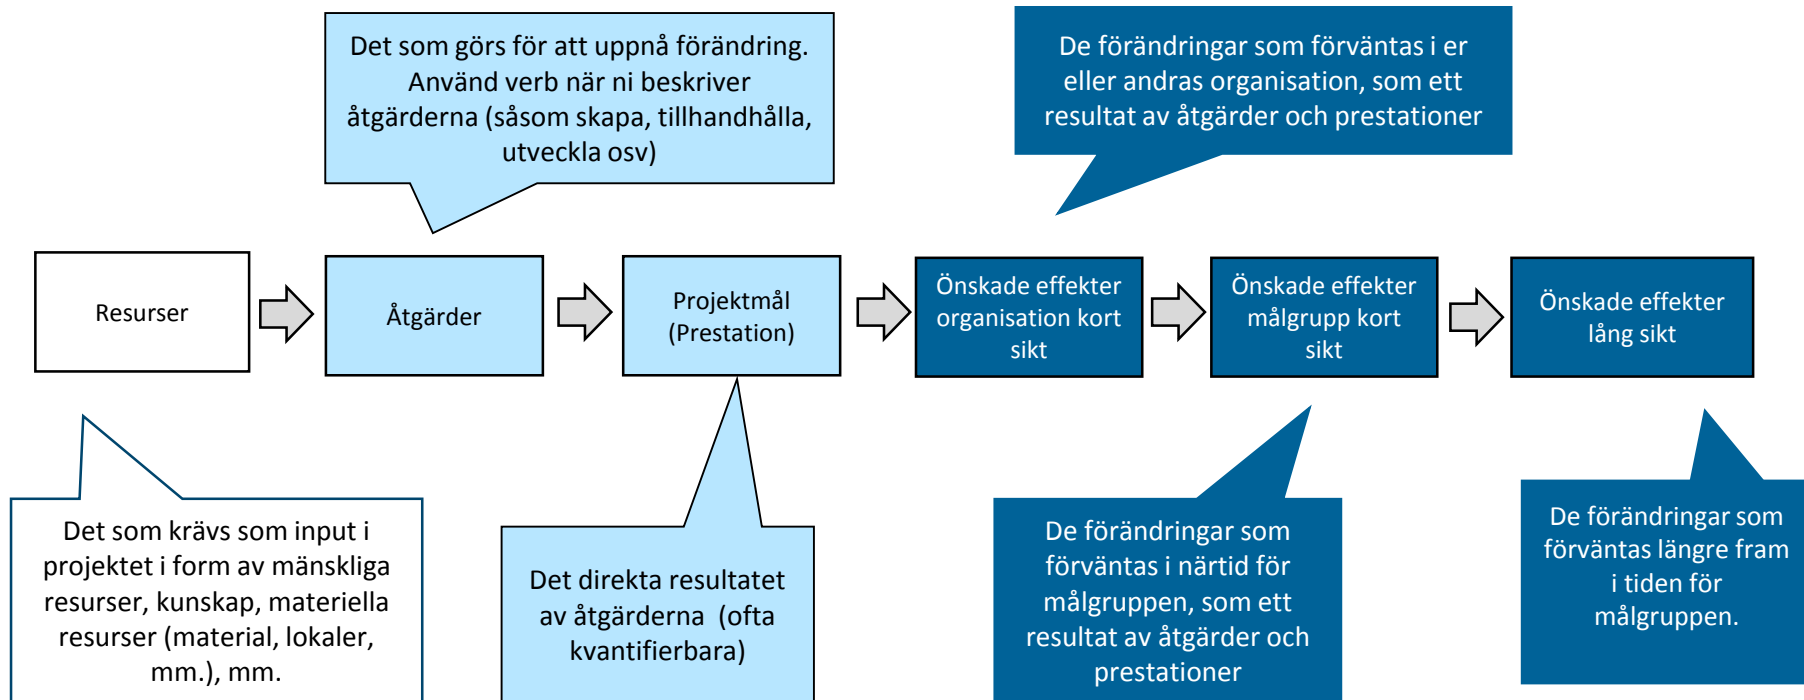 Det som görs för att uppnå förändring.
Använd verb när ni beskriver
åtgärderna (såsom skapa, tillhandhålla,
utveckla osv)
De förändringar som förväntas i er
eller andras organisation, som ett
resultat av åtgärder och prestationer
Resurser
Åtgärder
Projektmål
(Prestation)
Önskade effekter
organisation kort
sikt
Önskade effekter
målgrupp kort
sikt
Önskade effekter
lång sikt
Det som krävs som input i
projektet i form av mänskliga
resurser, kunskap, materiella
resurser (material, lokaler,
mm.), mm.
Det direkta resultatet
av åtgärderna (ofta
kvantifierbara)
De förändringar som
förväntas i närtid för
målgruppen, som ett
resultat av åtgärder och
prestationer
De förändringar som
förväntas längre fram
i tiden för
målgruppen.